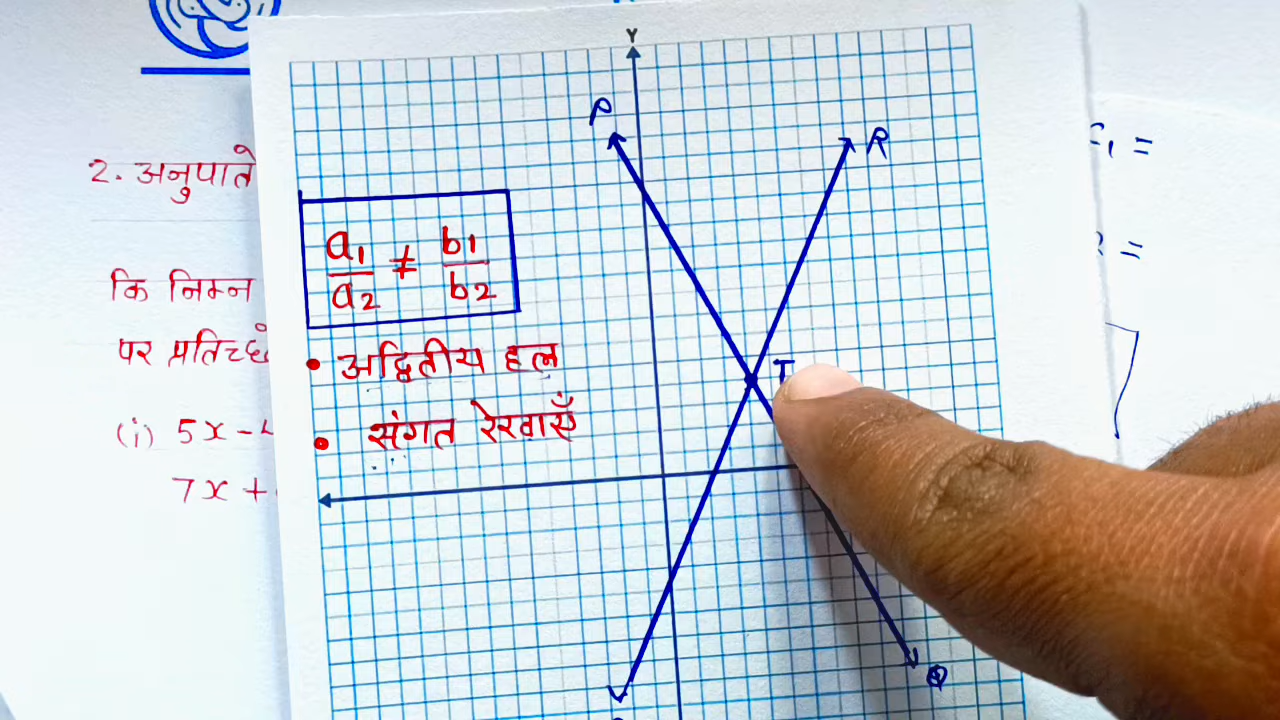 Y
P
R
2. अनुपाते
a₁/a₂ ≠ b₁/b₂
कि निम्न
पर प्रतिच्छे
• अद्वितीय हल
T
• संगत रेखाएँ
(i) 5x -
7x +
Q